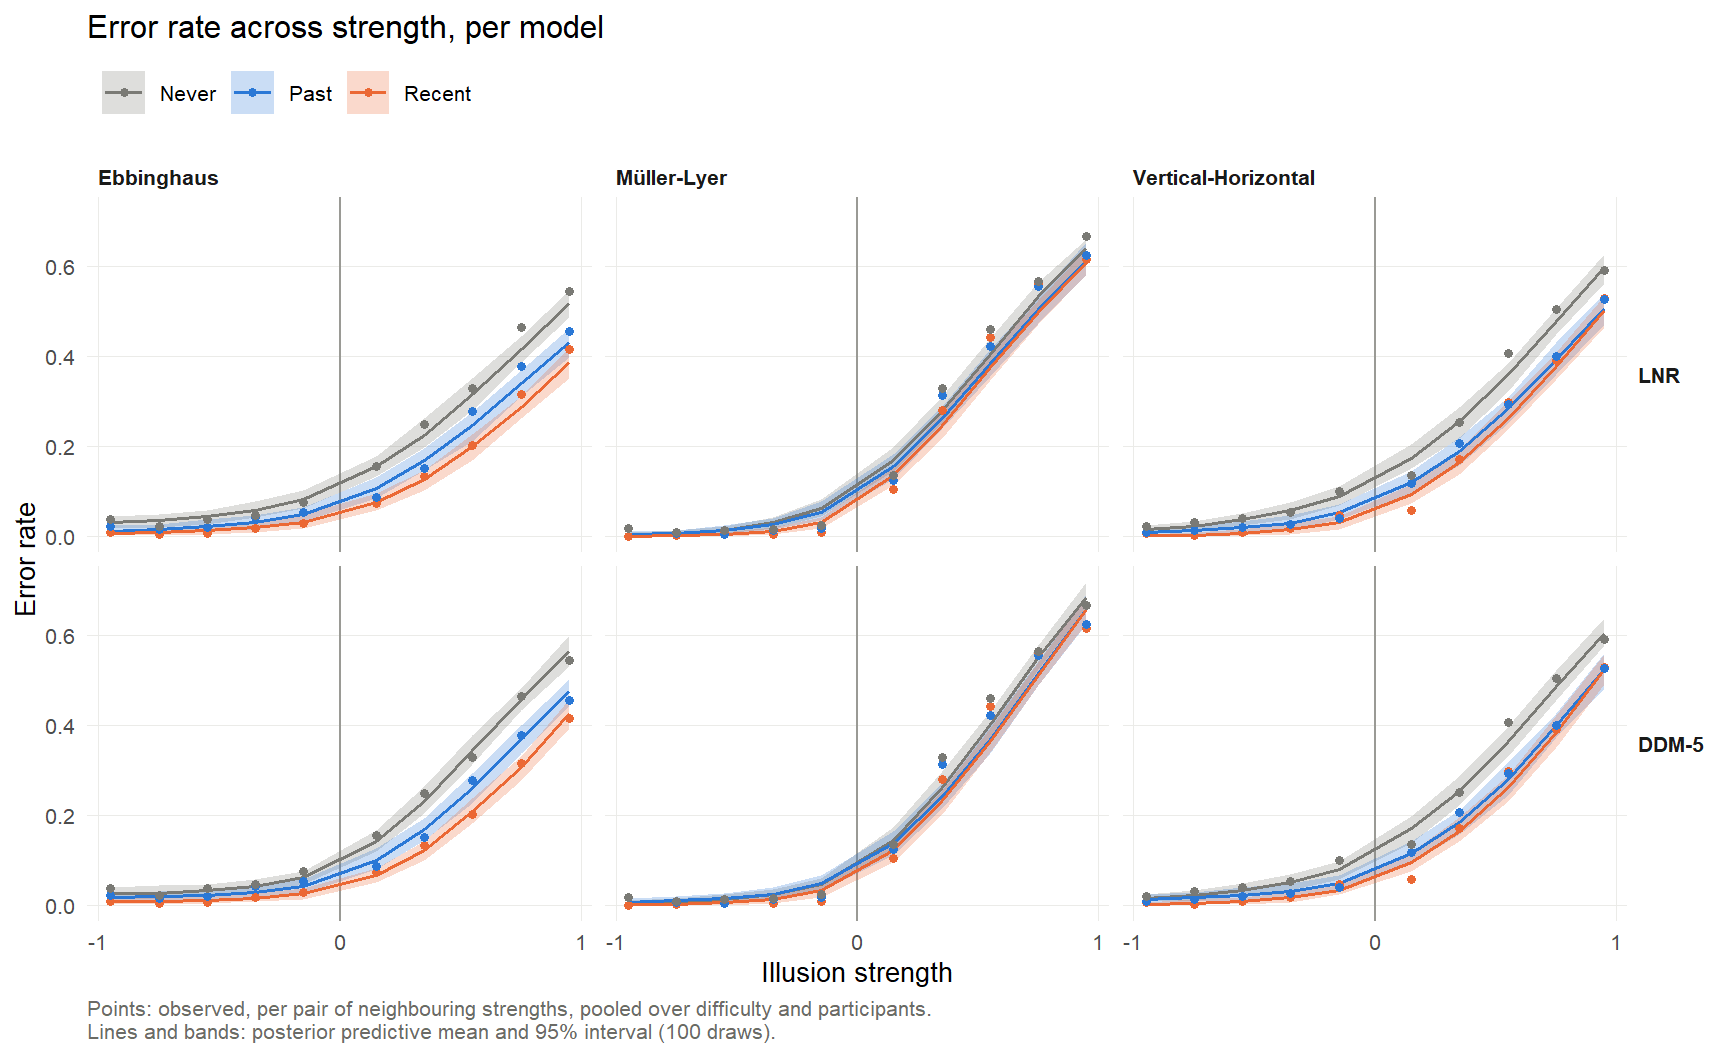 Error rate across strength, per model
Never Past Recent
Ebbinghaus Müller-Lyer Vertical-Horizontal
0.6
0.4
0.2
0.0
LNR
Error rate
0.6
0.4
0.2
0.0
DDM-5
-1 0 1 -1 0 1 -1 0 1
Illusion strength
Points: observed, per pair of neighbouring strengths, pooled over difficulty and participants.
Lines and bands: posterior predictive mean and 95% interval (100 draws).